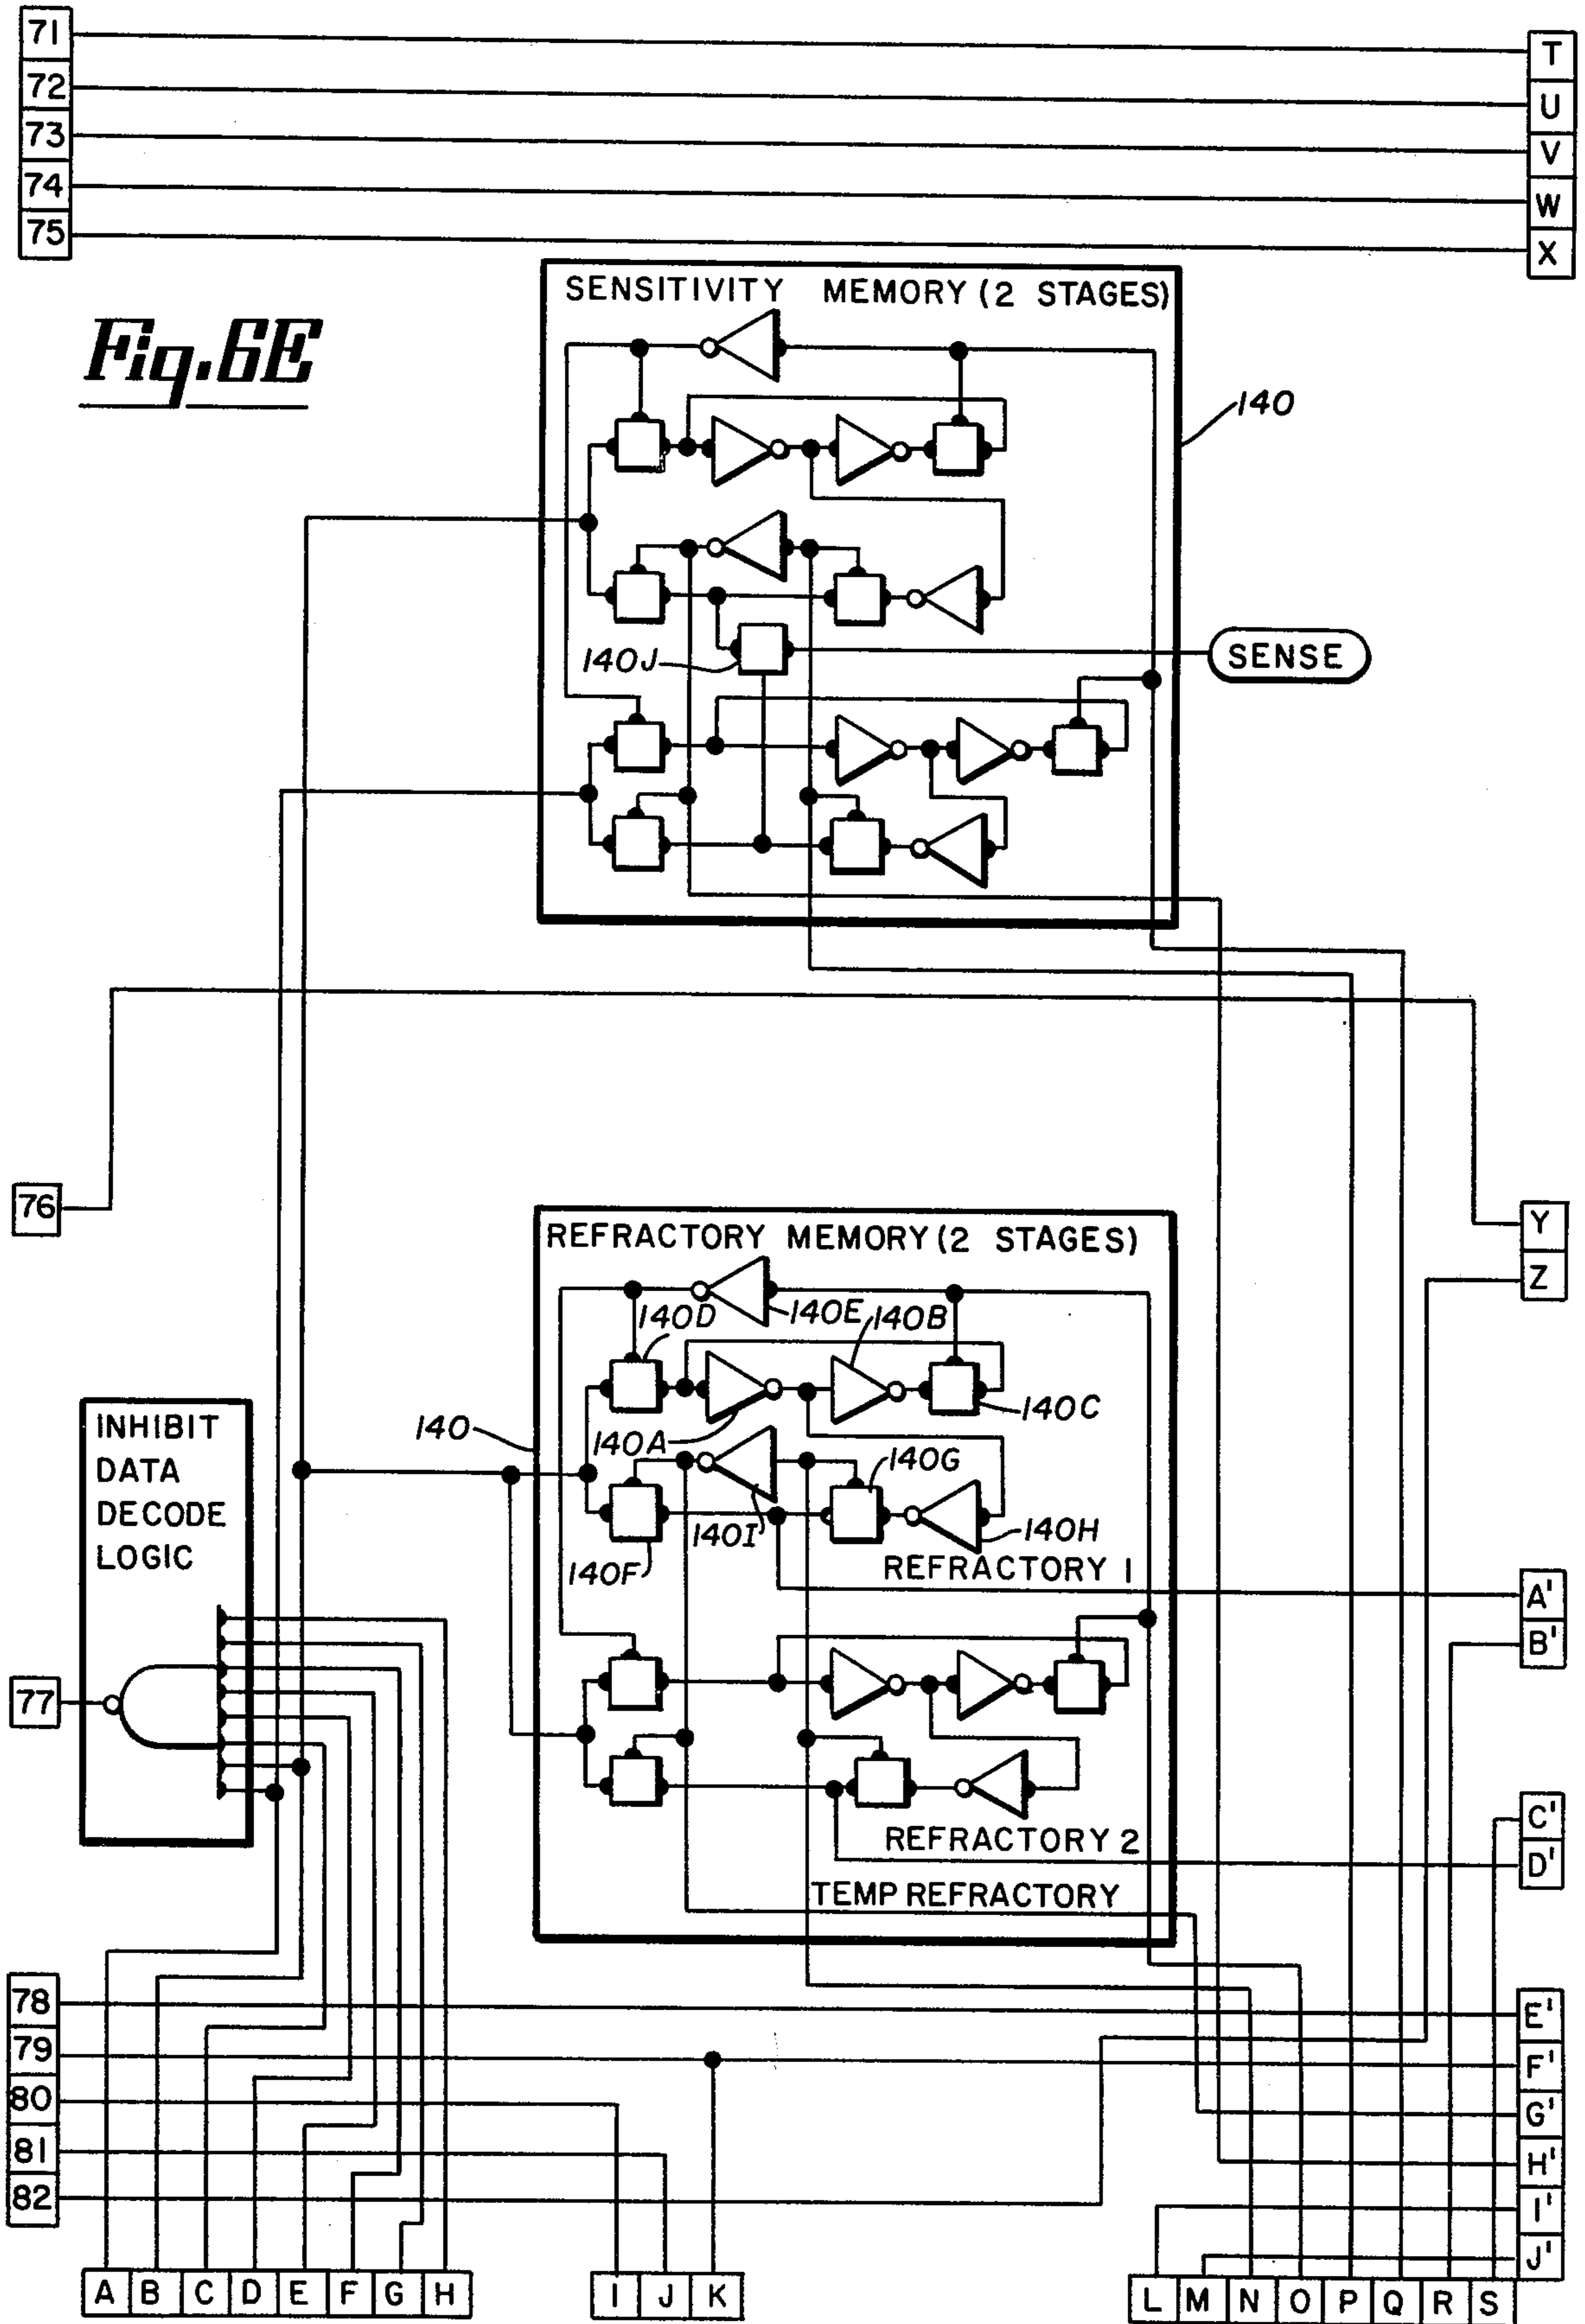 71
T
72
U
73
V
74
W
75
X
Fig. 6E
SENSITIVITY MEMORY (2 STAGES)
140
140J
SENSE
76
Y
Z
REFRACTORY MEMORY (2 STAGES)
140D
140E
140B
140
140A
140C
140G
140I
140H
140F
REFRACTORY 1
INHIBIT
DATA
DECODE
LOGIC
A'
B'
77
C'
REFRACTORY 2
D'
TEMP REFRACTORY
78
E'
79
F'
80
G'
81
H'
82
I'
J'
A B C D E F G H
I J K
L M N O P Q R S